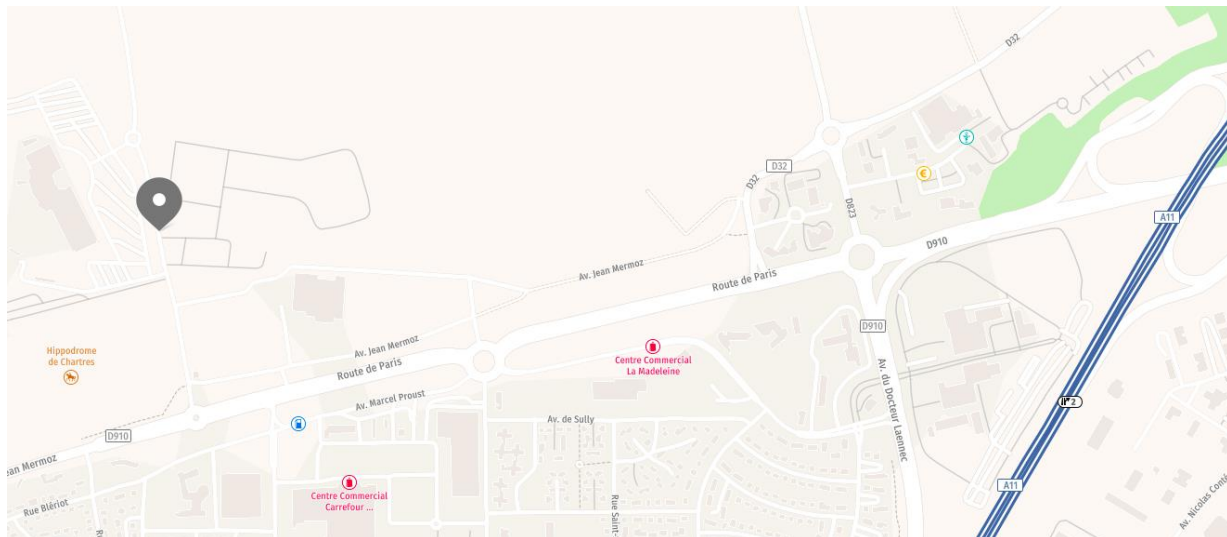 D32
D32
D32
D823
D910
A11
Av. Jean Mermoz
Route de Paris
D910
Hippodrome
de Chartres
Av. Jean Mermoz
Route de Paris
Centre Commercial
La Madeleine
Av. du Docteur Laennec
Av. Marcel Proust
2
Av. de Sully
D910
ean Mermoz
A11
Centre Commercial
Carrefour ...
Rue Blériot
Rue Saint-
Av. Nicolas Conté